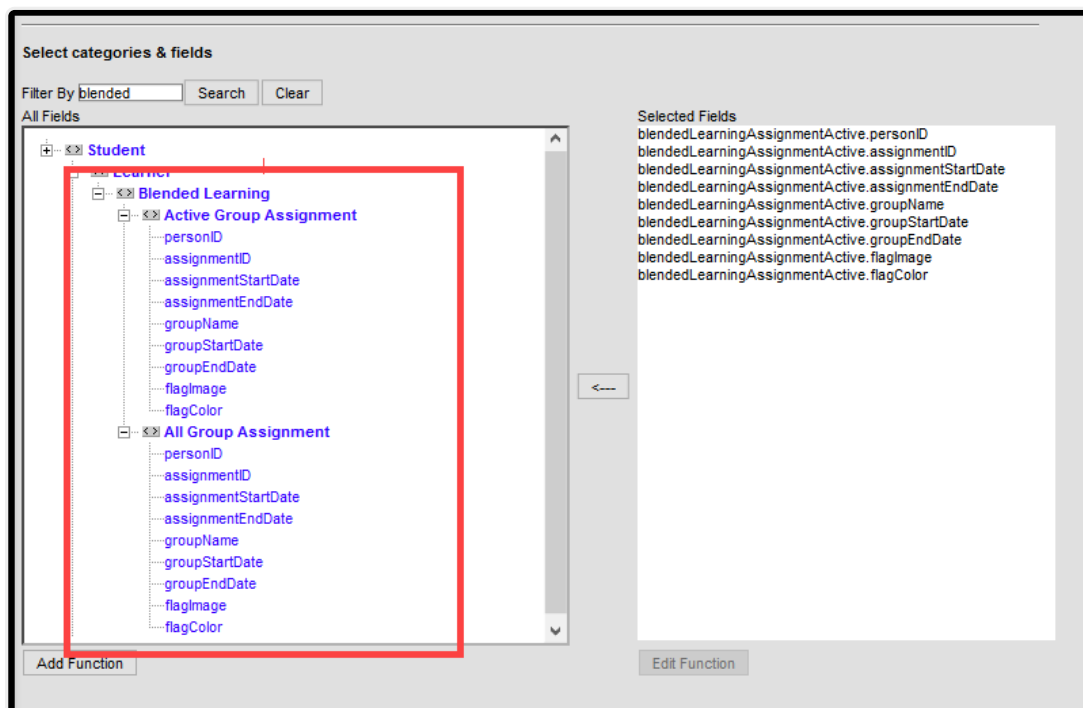 Select categories & fields
Filter By blended Search Clear
All Fields
Student
Learner
Blended Learning
Active Group Assignment
personID
assignmentID
assignmentStartDate
assignmentEndDate
groupName
groupStartDate
groupEndDate
flagImage
flagColor
All Group Assignment
personID
assignmentID
assignmentStartDate
assignmentEndDate
groupName
groupStartDate
groupEndDate
flagImage
flagColor
Add Function
<---
Selected Fields
blendedLearningAssignmentActive.personID
blendedLearningAssignmentActive.assignmentID
blendedLearningAssignmentActive.assignmentStartDate
blendedLearningAssignmentActive.assignmentEndDate
blendedLearningAssignmentActive.groupName
blendedLearningAssignmentActive.groupStartDate
blendedLearningAssignmentActive.groupEndDate
blendedLearningAssignmentActive.flagImage
blendedLearningAssignmentActive.flagColor
Edit Function